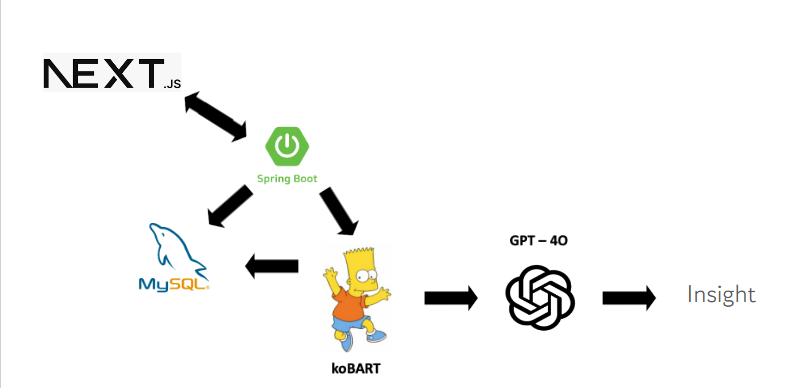 NEXT.JS
Spring Boot
MySQL
GPT – 4O
Insight
koBART